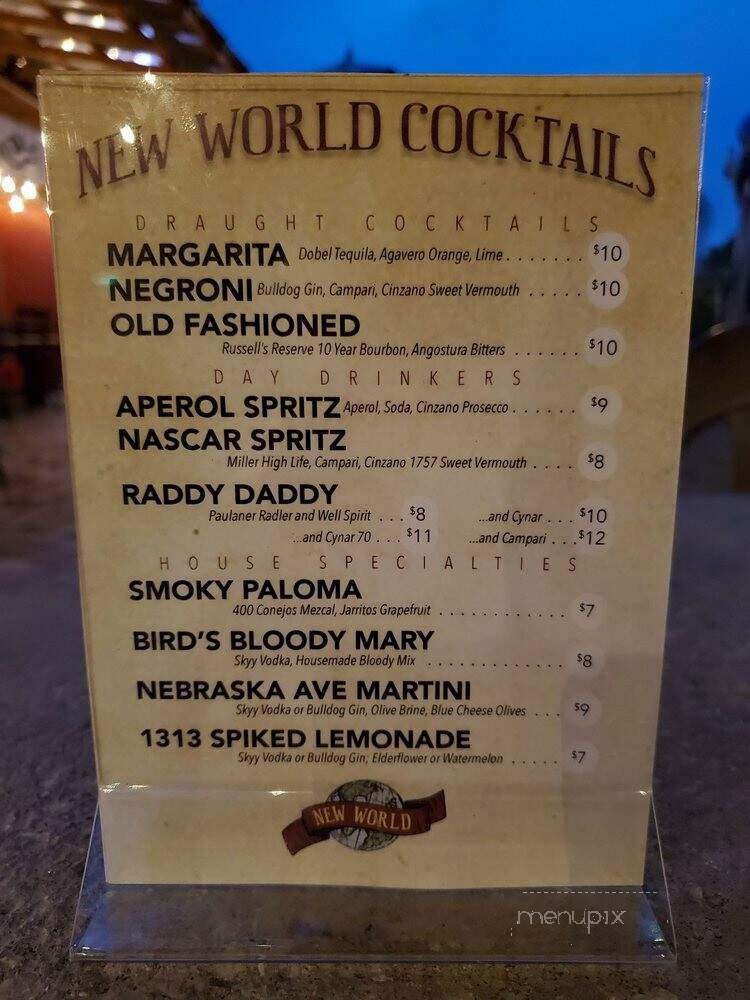 NEW WORLD COCKTAILS
DRAUGHT COCKTAILS
MARGARITA Dobel Tequila, Agavero Orange, Lime . . . . . . . $10
NEGRONI Bulldog Gin, Campari, Cinzano Sweet Vermouth . . . . . $10
OLD FASHIONED
Russell's Reserve 10 Year Bourbon, Angostura Bitters . . . . . . $10
DAY DRINKERS
APEROL SPRITZ Aperol, Soda, Cinzano Prosecco . . . . . . $9
NASCAR SPRITZ
Miller High Life, Campari, Cinzano 1757 Sweet Vermouth . . . . $8
RADDY DADDY
Paulaner Radler and Well Spirit . . . $8 ...and Cynar . . . $10
...and Cynar 70 . . . $11 ...and Campari . . . $12
HOUSE SPECIALTIES
SMOKY PALOMA
400 Conejos Mezcal, Jarritos Grapefruit . . . . . . . . . . . . $7
BIRD'S BLOODY MARY
Skyy Vodka, Housemade Bloody Mix . . . . . . . . . . . . . $8
NEBRASKA AVE MARTINI
Skyy Vodka or Bulldog Gin, Olive Brine, Blue Cheese Olives . . . $9
1313 SPIKED LEMONADE
Skyy Vodka or Bulldog Gin; Elderflower or Watermelon . . . . . $7
NEW WORLD
menupix